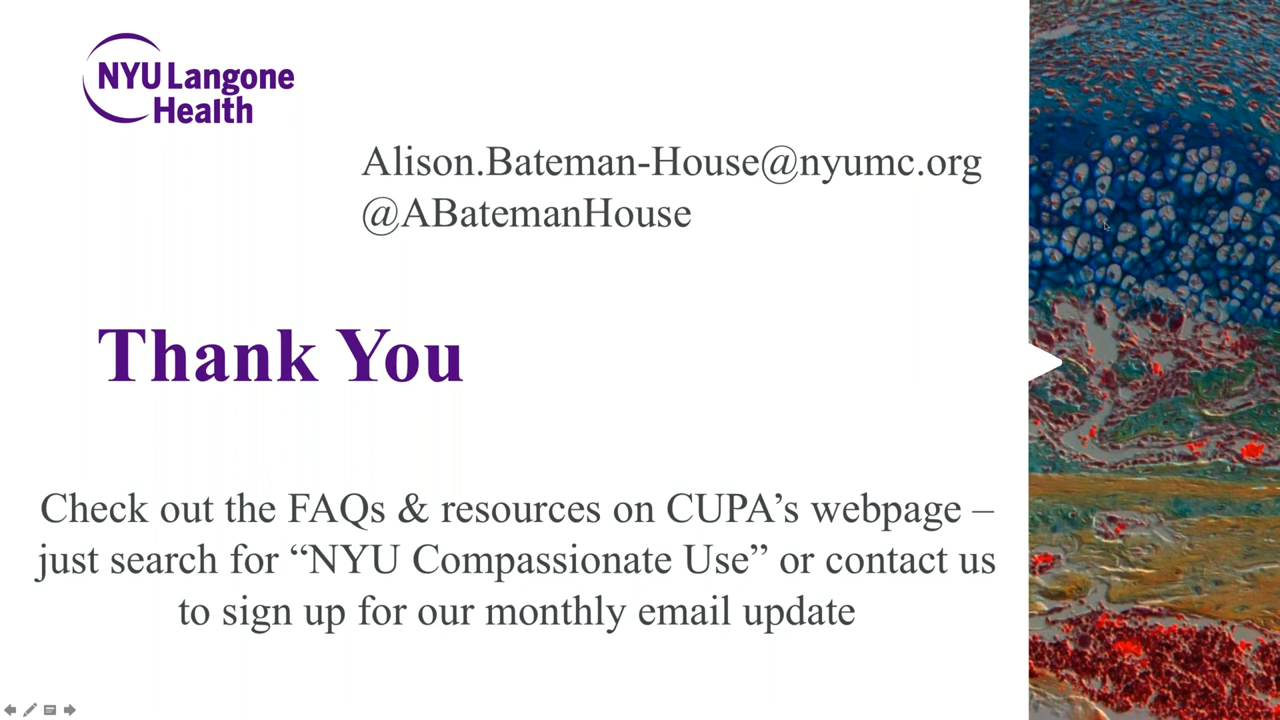 NYU Langone
Health
Alison.Bateman-House@nyumc.org
@ABatemanHouse
Thank You
Check out the FAQs & resources on CUPA’s webpage –
just search for “NYU Compassionate Use” or contact us
to sign up for our monthly email update